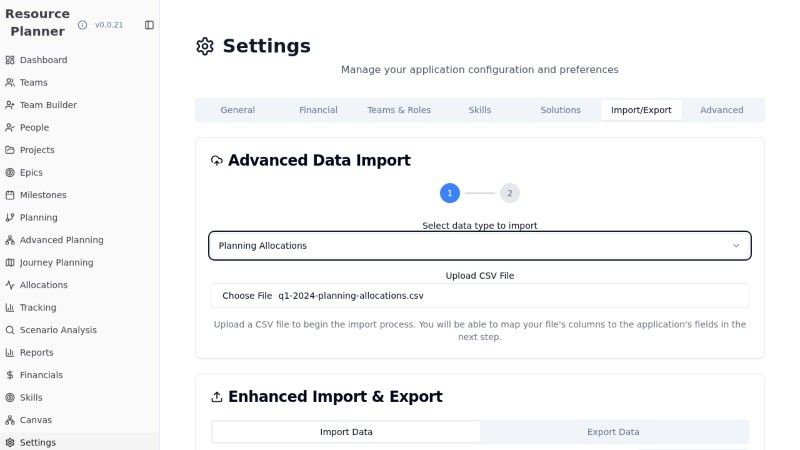 Resource
Planner
v0.0.21
Dashboard
Teams
Team Builder
People
Projects
Epics
Milestones
Planning
Advanced Planning
Journey Planning
Allocations
Tracking
Scenario Analysis
Reports
Financials
Skills
Canvas
Settings
Settings
Manage your application configuration and preferences
General Financial Teams & Roles Skills Solutions Import/Export Advanced
Advanced Data Import
1 2
Select data type to import
Planning Allocations
Upload CSV File
Choose File q1-2024-planning-allocations.csv
Upload a CSV file to begin the import process. You will be able to map your file's columns to the application's fields in the
next step.
Enhanced Import & Export
Import Data Export Data